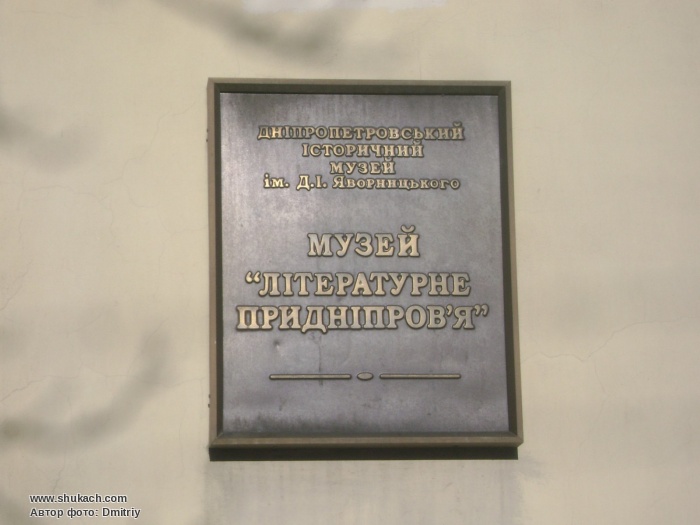 ДНІПРОПЕТРОВСЬКИЙ
ІСТОРИЧНИЙ
МУЗЕЙ
ім. Д.І. Яворницького
МУЗЕЙ
“ЛІТЕРАТУРНЕ
ПРИДНІПРОВ’Я”
www.shukach.com
Автор фото: Dmitriy